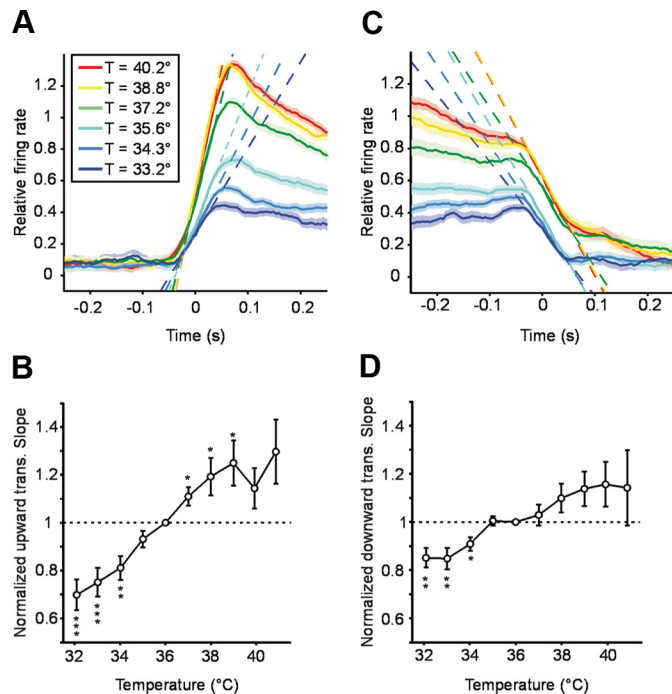 A
Relative firing rate
1.2
1
0.8
0.6
0.4
0.2
0
T = 40.2°
T = 38.8°
T = 37.2°
T = 35.6°
T = 34.3°
T = 33.2°
-0.2
-0.1
0
0.1
0.2
Time (s)
C
Relative firing rate
1.2
1
0.8
0.6
0.4
0.2
0
-0.2
-0.1
0
0.1
0.2
Time (s)
B
Normalized upward trans. Slope
1.4
1.2
1
0.8
0.6
***
***
**
*
*
*
32
34
36
38
40
Temperature (°C)
D
Normalized downward trans. Slope
1.4
1.2
1
0.8
0.6
**
**
*
32
34
36
38
40
Temperature (°C)